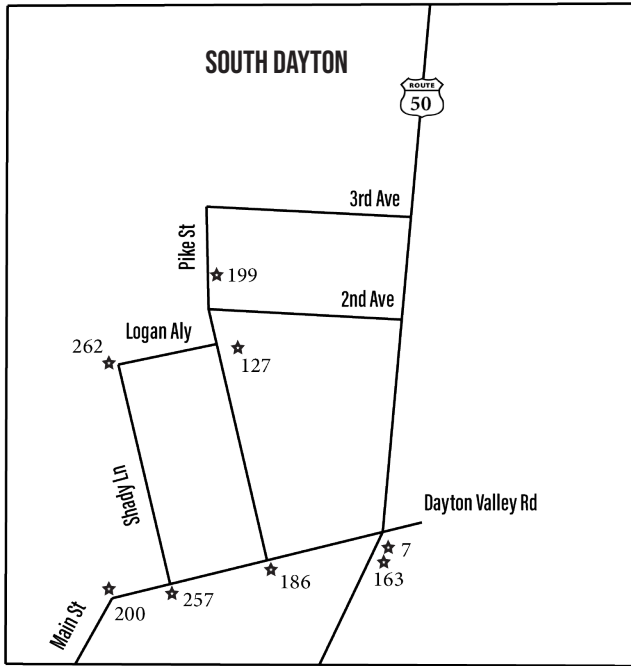 SOUTH DAYTON
ROUTE
50
3rd Ave
Pike St
199
2nd Ave
Logan Aly
262
127
Shady Ln
Dayton Valley Rd
7
163
186
257
200
Main St